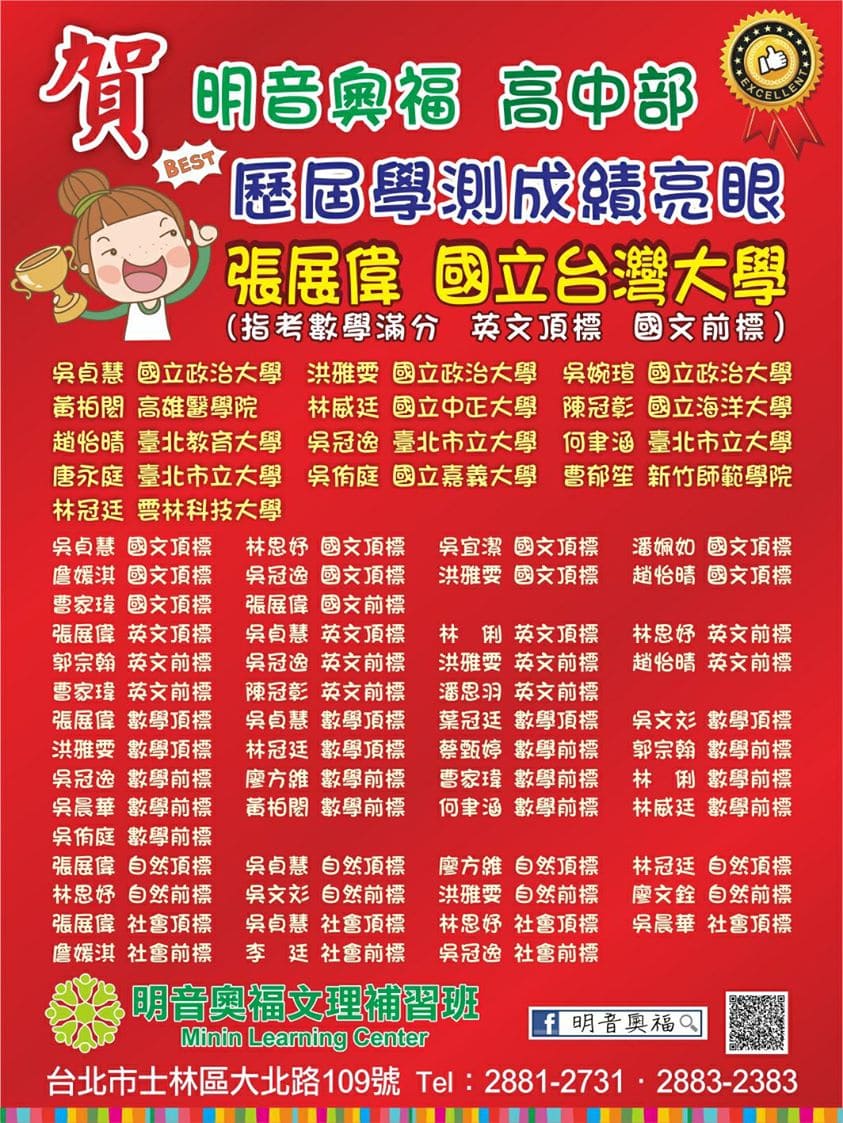 賀
明音奧福 高中部
EXCELLENT
BEST
歷屆學測成績亮眼
張展偉 國立台灣大學
(指考數學滿分 英文頂標 國文前標)
吳貞慧 國立政治大學 洪雅雯 國立政治大學 吳婉瑄 國立政治大學
黃柏閎 高雄醫學院 林威廷 國立中正大學 陳冠彰 國立海洋大學
趙怡晴 臺北教育大學 吳冠逸 臺北市立大學 何聿涵 臺北市立大學
唐永庭 臺北市立大學 吳侑庭 國立嘉義大學 曹郁笙 新竹師範學院
林冠廷 雲林科技大學
吳貞慧 國文頂標 林思妤 國文頂標 吳宜潔 國文頂標 潘姵如 國文頂標
詹媛淇 國文頂標 吳冠逸 國文頂標 洪雅雯 國文頂標 趙怡晴 國文頂標
曹家瑋 國文頂標 張展偉 國文前標
張展偉 英文頂標 吳貞慧 英文頂標 林 俐 英文頂標 林思妤 英文前標
郭宗翰 英文前標 吳冠逸 英文前標 洪雅雯 英文前標 趙怡晴 英文前標
曹家瑋 英文前標 陳冠彰 英文前標 潘思羽 英文前標
張展偉 數學頂標 吳貞慧 數學頂標 葉冠廷 數學頂標 吳文彣 數學頂標
洪雅雯 數學頂標 林冠廷 數學頂標 蔡甄婷 數學前標 郭宗翰 數學前標
吳冠逸 數學前標 廖方維 數學前標 曹家瑋 數學前標 林 俐 數學前標
吳晨華 數學前標 黃柏閎 數學前標 何聿涵 數學前標 林威廷 數學前標
吳侑庭 數學前標
張展偉 自然頂標 吳貞慧 自然頂標 廖方維 自然頂標 林冠廷 自然頂標
林思妤 自然前標 吳文彣 自然前標 洪雅雯 自然前標 廖文銓 自然前標
張展偉 社會頂標 吳貞慧 社會頂標 林思妤 社會頂標 吳晨華 社會頂標
詹媛淇 社會前標 李 廷 社會前標 吳冠逸 社會前標
明音奧福文理補習班
Minin Learning Center
f 明音奧福
台北市士林區大北路109號 Tel：2881-2731．2883-2383